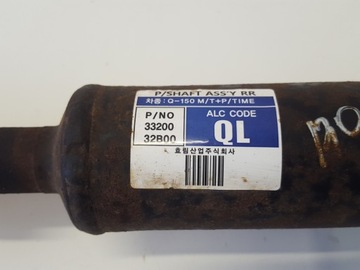 P/SHAFT ASS'Y RR
차종: Q-150 M/T+P/TIME
P/NO
33200
32B00
ALC CODE
QL
효림산업주식회사